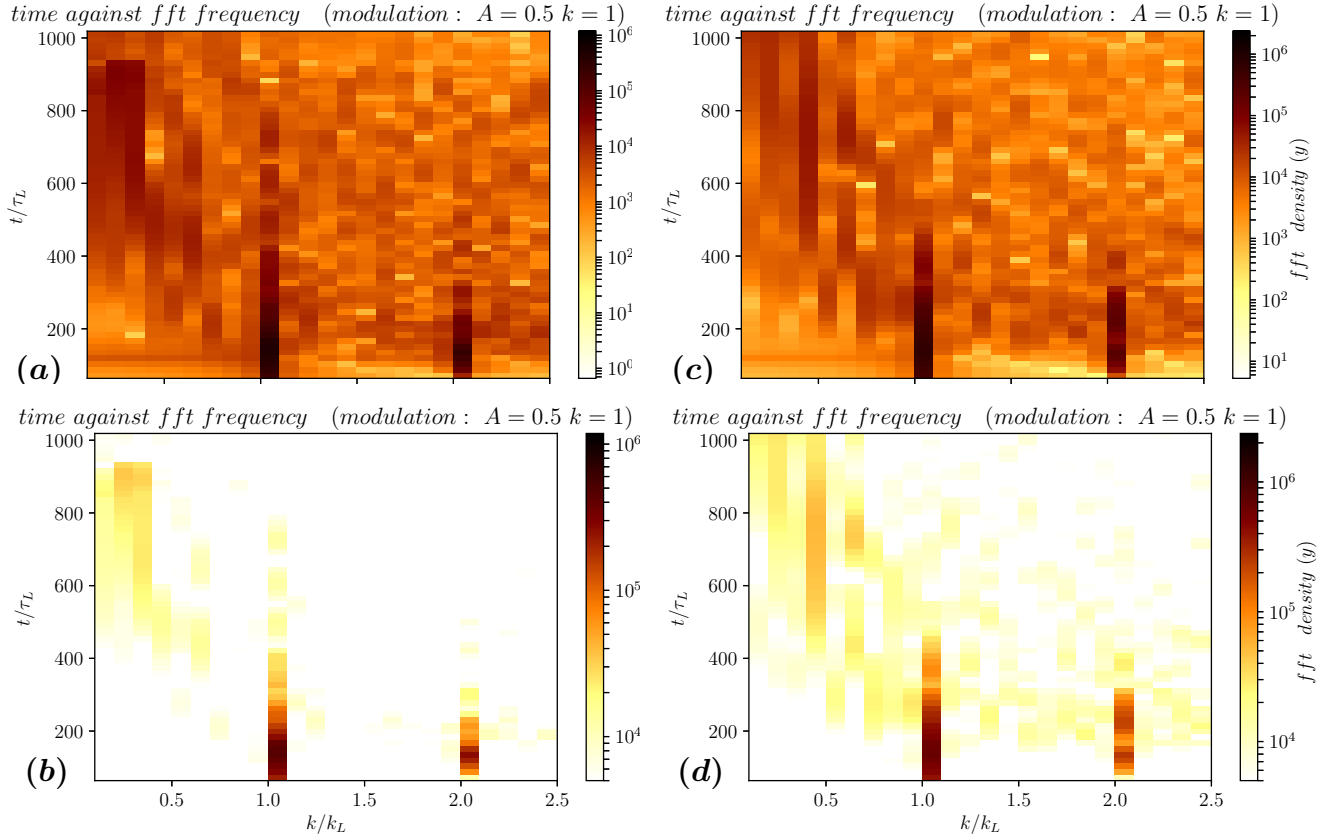 time against fft frequency (modulation : A = 0.5 k = 1)
1000
800
600
400
200
t/τ_L
(a)
10^6
10^5
10^4
10^3
10^2
10^1
10^0
time against fft frequency (modulation : A = 0.5 k = 1)
1000
800
600
400
200
t/τ_L
(c)
10^6
10^5
10^4
10^3
10^2
10^1
fft density (y)
time against fft frequency (modulation : A = 0.5 k = 1)
1000
800
600
400
200
t/τ_L
(b)
0.5 1.0 1.5 2.0 2.5
k/k_L
10^6
10^5
10^4
time against fft frequency (modulation : A = 0.5 k = 1)
1000
800
600
400
200
t/τ_L
(d)
0.5 1.0 1.5 2.0 2.5
k/k_L
10^6
10^5
10^4
fft density (y)